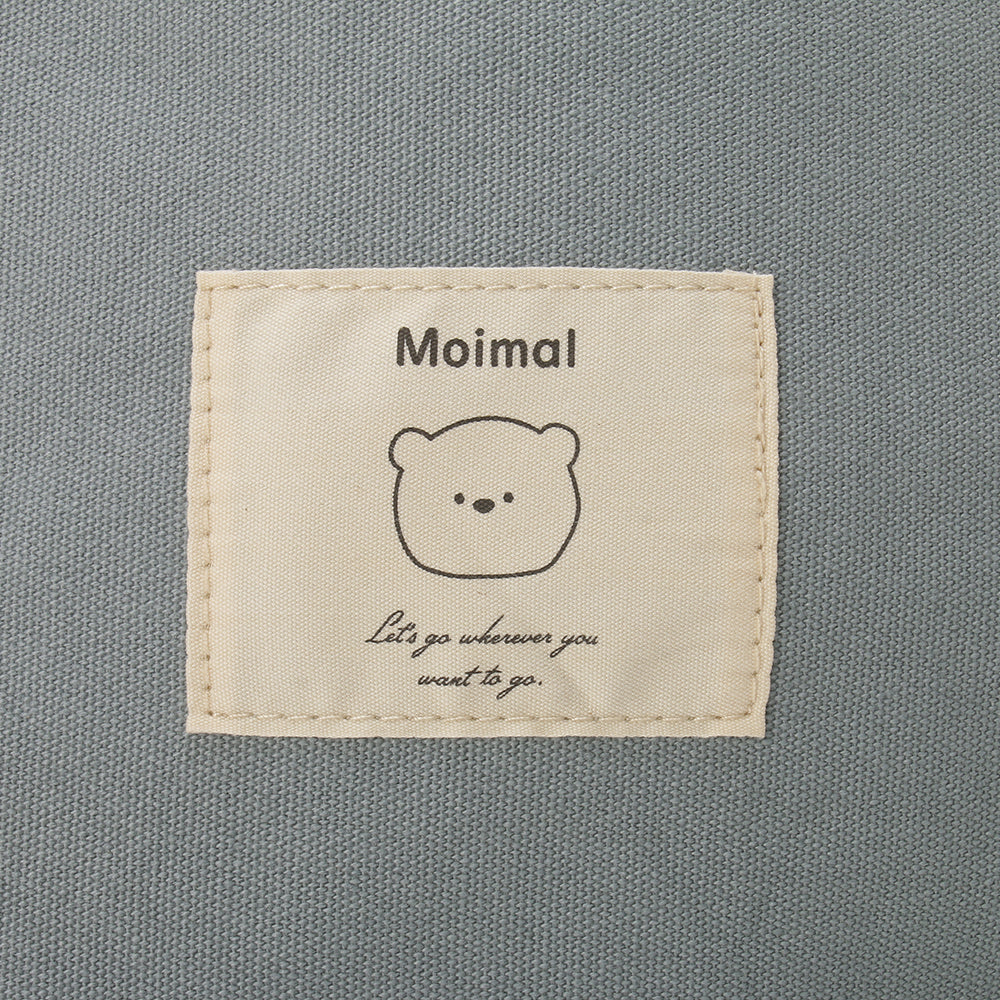 Moimal
Let's go wherever you
want to go.